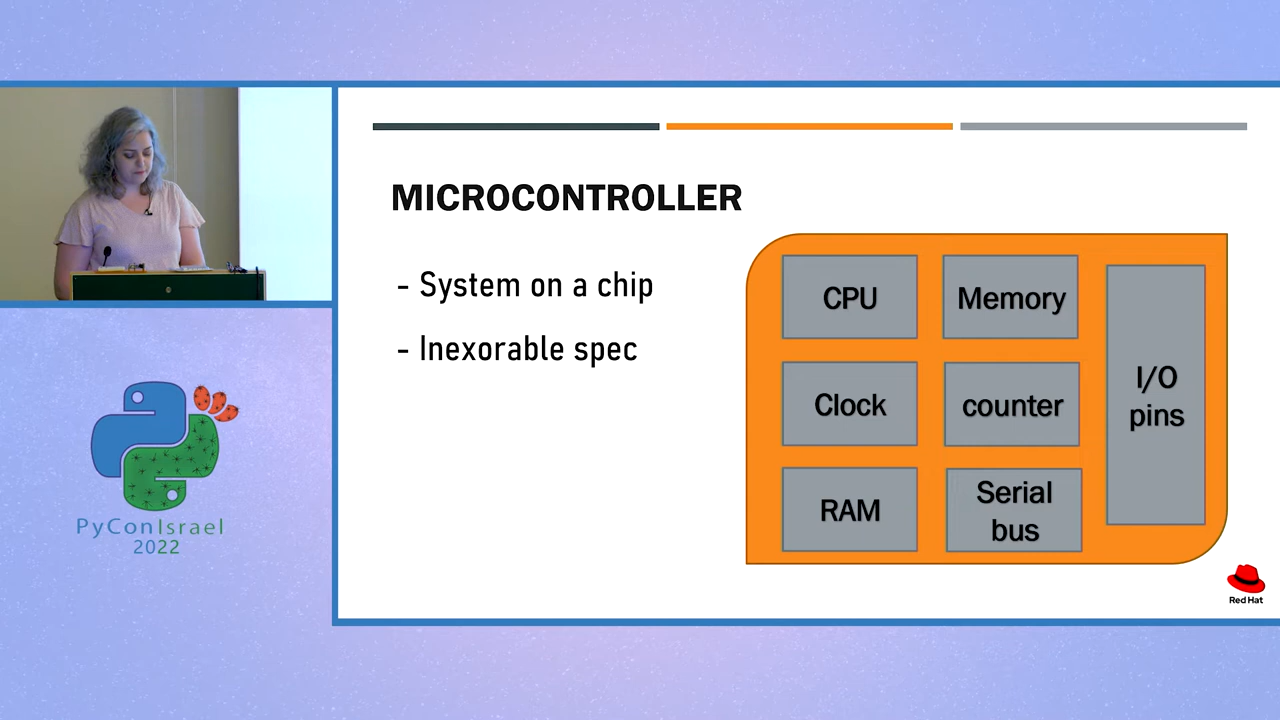 MICROCONTROLLER
- System on a chip
- Inexorable spec
CPU
Memory
I/O
pins
Clock
counter
RAM
Serial
bus
Red Hat
PyConIsrael
2022